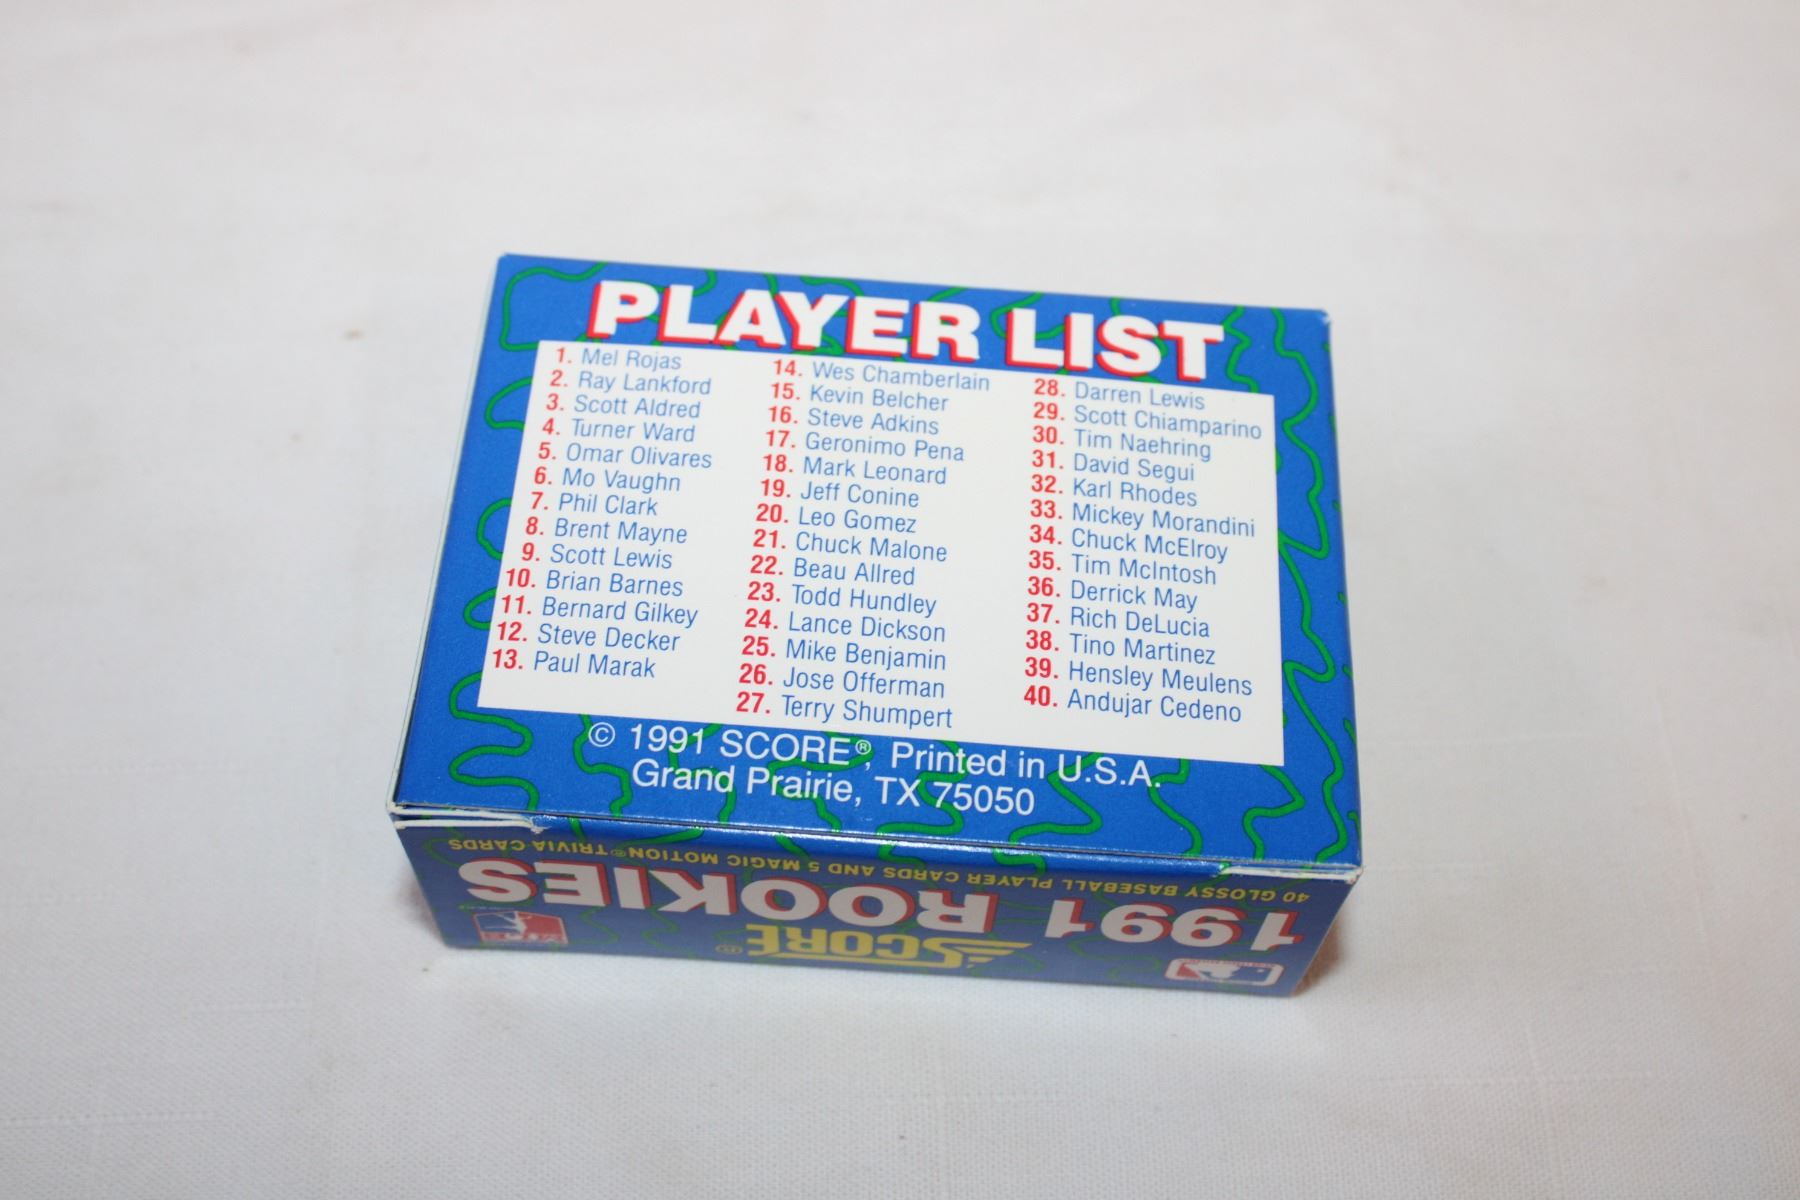 PLAYER LIST
1. Mel Rojas
2. Ray Lankford
3. Scott Aldred
4. Turner Ward
5. Omar Olivares
6. Mo Vaughn
7. Phil Clark
8. Brent Mayne
9. Scott Lewis
10. Brian Barnes
11. Bernard Gilkey
12. Steve Decker
13. Paul Marak
14. Wes Chamberlain
15. Kevin Belcher
16. Steve Adkins
17. Geronimo Pena
18. Mark Leonard
19. Jeff Conine
20. Leo Gomez
21. Chuck Malone
22. Beau Allred
23. Todd Hundley
24. Lance Dickson
25. Mike Benjamin
26. Jose Offerman
27. Terry Shumpert
28. Darren Lewis
29. Scott Chiamparino
30. Tim Naehring
31. David Segui
32. Karl Rhodes
33. Mickey Morandini
34. Chuck McElroy
35. Tim McIntosh
36. Derrick May
37. Rich DeLucia
38. Tino Martinez
39. Hensley Meulens
40. Andujar Cedeno
© 1991 SCORE®, Printed in U.S.A.
Grand Prairie, TX 75050
SCORE®
1991 ROOKIES
40 GLOSSY BASEBALL PLAYER CARDS AND 5 MAGIC MOTION® TRIVIA CARDS